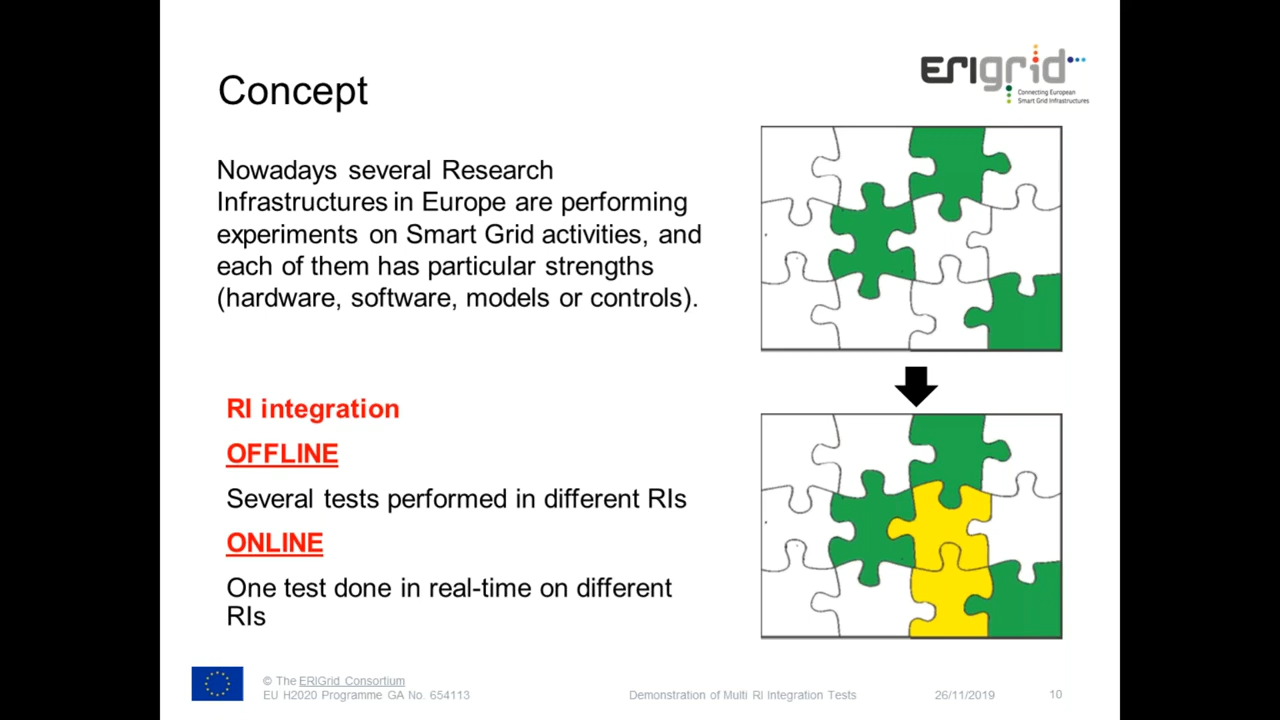 Concept
ERIgrid
Connecting European
Smart Grid Infrastructures
Nowadays several Research
Infrastructures in Europe are performing
experiments on Smart Grid activities, and
each of them has particular strengths
(hardware, software, models or controls).
RI integration
OFFLINE
Several tests performed in different RIs
ONLINE
One test done in real-time on different
RIs
© The ERIGrid Consortium
EU H2020 Programme GA No. 654113
Demonstration of Multi RI Integration Tests
26/11/2019
10